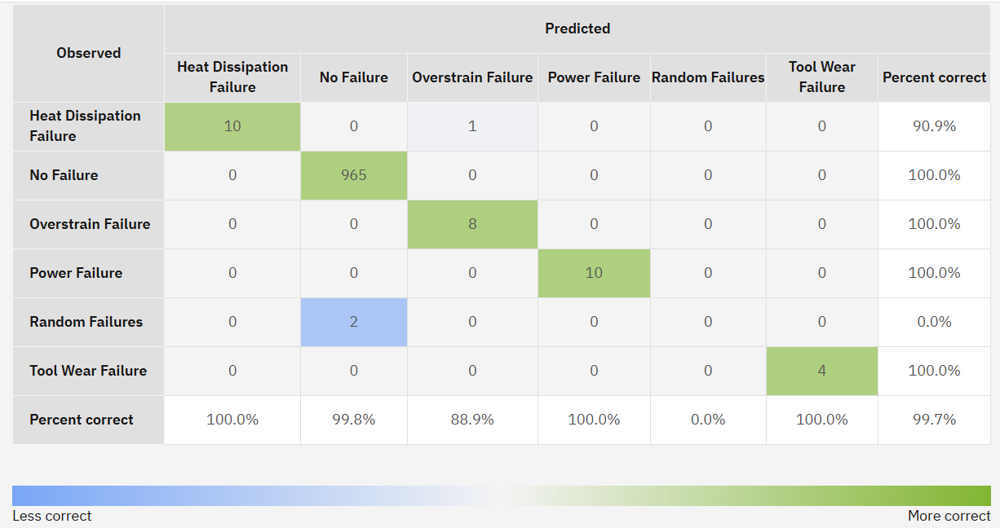 Observed
Predicted
Heat Dissipation
Failure
No Failure
Overstrain Failure
Power Failure
Random Failures
Tool Wear
Failure
Percent correct
Heat Dissipation
Failure
10 0 1 0 0 0 90.9%
No Failure 0 965 0 0 0 0 100.0%
Overstrain Failure 0 0 8 0 0 0 100.0%
Power Failure 0 0 0 10 0 0 100.0%
Random Failures 0 2 0 0 0 0 0.0%
Tool Wear Failure 0 0 0 0 0 4 100.0%
Percent correct 100.0% 99.8% 88.9% 100.0% 0.0% 100.0% 99.7%
Less correct More correct